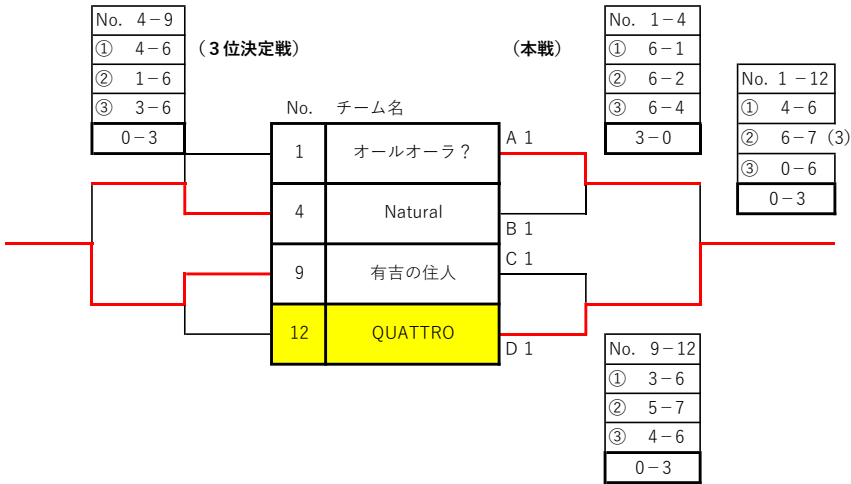 No. 4－9
① 4－6
② 1－6
③ 3－6
0－3
（３位決定戦）
（本戦）
No. 1－4
① 6－1
② 6－2
③ 6－4
3－0
No. 1 －12
① 4－6
② 6－7 (3)
③ 0－6
0－3
No. チーム名
1 オールオーラ？
4 Natural
9 有吉の住人
12 QUATTRO
A 1
B 1
C 1
D 1
No. 9－12
① 3－6
② 5－7
③ 4－6
0－3